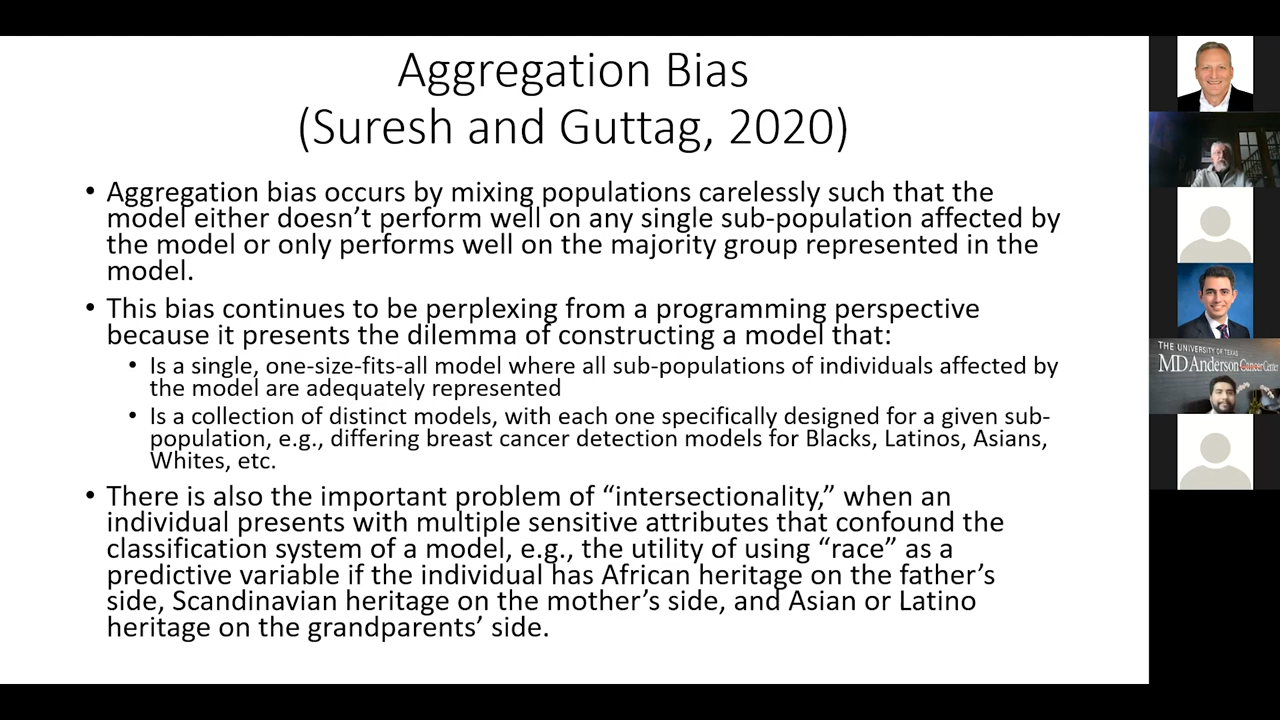 Aggregation Bias
(Suresh and Guttag, 2020)
• Aggregation bias occurs by mixing populations carelessly such that the
model either doesn’t perform well on any single sub-population affected by
the model or only performs well on the majority group represented in the
model.
• This bias continues to be perplexing from a programming perspective
because it presents the dilemma of constructing a model that:
• Is a single, one-size-fits-all model where all sub-populations of individuals affected by
the model are adequately represented
• Is a collection of distinct models, with each one specifically designed for a given sub-
population, e.g., differing breast cancer detection models for Blacks, Latinos, Asians,
Whites, etc.
• There is also the important problem of “intersectionality,” when an
individual presents with multiple sensitive attributes that confound the
classification system of a model, e.g., the utility of using “race” as a
predictive variable if the individual has African heritage on the father’s
side, Scandinavian heritage on the mother’s side, and Asian or Latino
heritage on the grandparents’ side.
THE UNIVERSITY OF TEXAS
MD Anderson Cancer Center